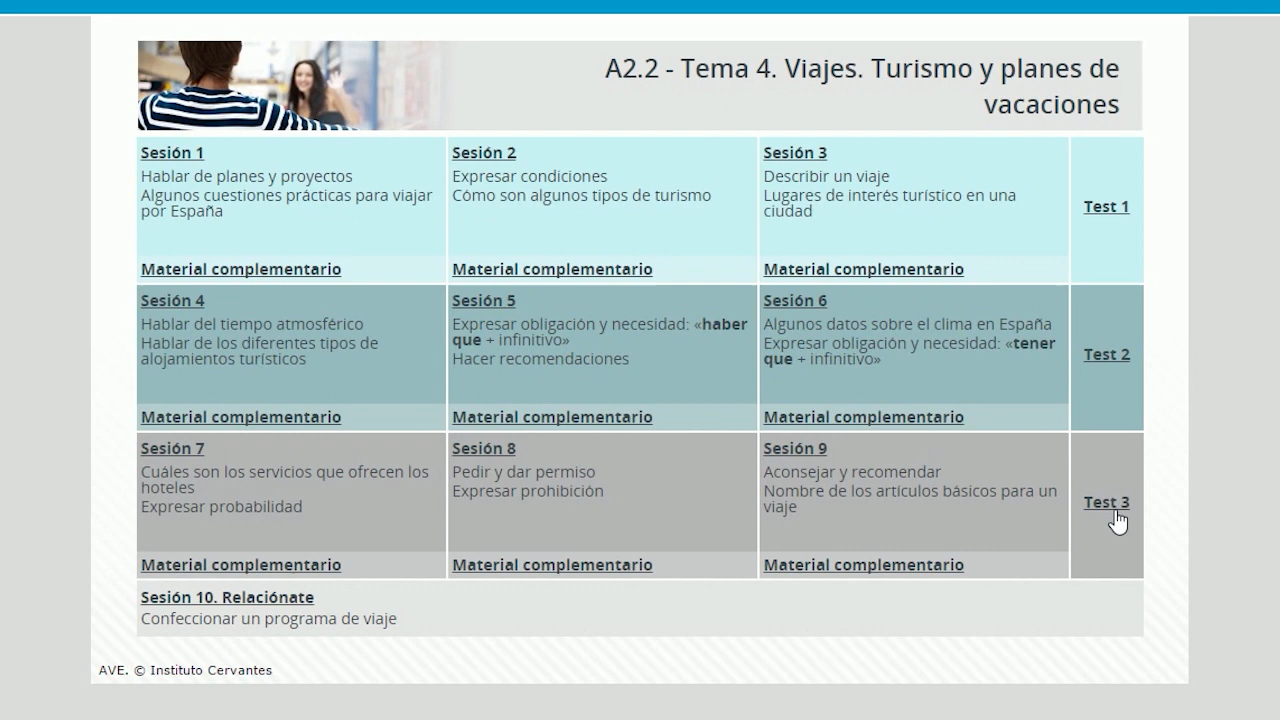 A2.2 - Tema 4. Viajes. Turismo y planes de
vacaciones
Sesión 1
Hablar de planes y proyectos
Algunos cuestiones prácticas para viajar
por España
Material complementario
Sesión 2
Expresar condiciones
Cómo son algunos tipos de turismo
Material complementario
Sesión 3
Describir un viaje
Lugares de interés turístico en una
ciudad
Material complementario
Test 1
Sesión 4
Hablar del tiempo atmosférico
Hablar de los diferentes tipos de
alojamientos turísticos
Material complementario
Sesión 5
Expresar obligación y necesidad: «haber
que + infinitivo»
Hacer recomendaciones
Material complementario
Sesión 6
Algunos datos sobre el clima en España
Expresar obligación y necesidad: «tener
que + infinitivo»
Material complementario
Test 2
Sesión 7
Cuáles son los servicios que ofrecen los
hoteles
Expresar probabilidad
Material complementario
Sesión 8
Pedir y dar permiso
Expresar prohibición
Material complementario
Sesión 9
Aconsejar y recomendar
Nombre de los artículos básicos para un
viaje
Material complementario
Test 3
Sesión 10. Relaciónate
Confeccionar un programa de viaje
AVE. © Instituto Cervantes